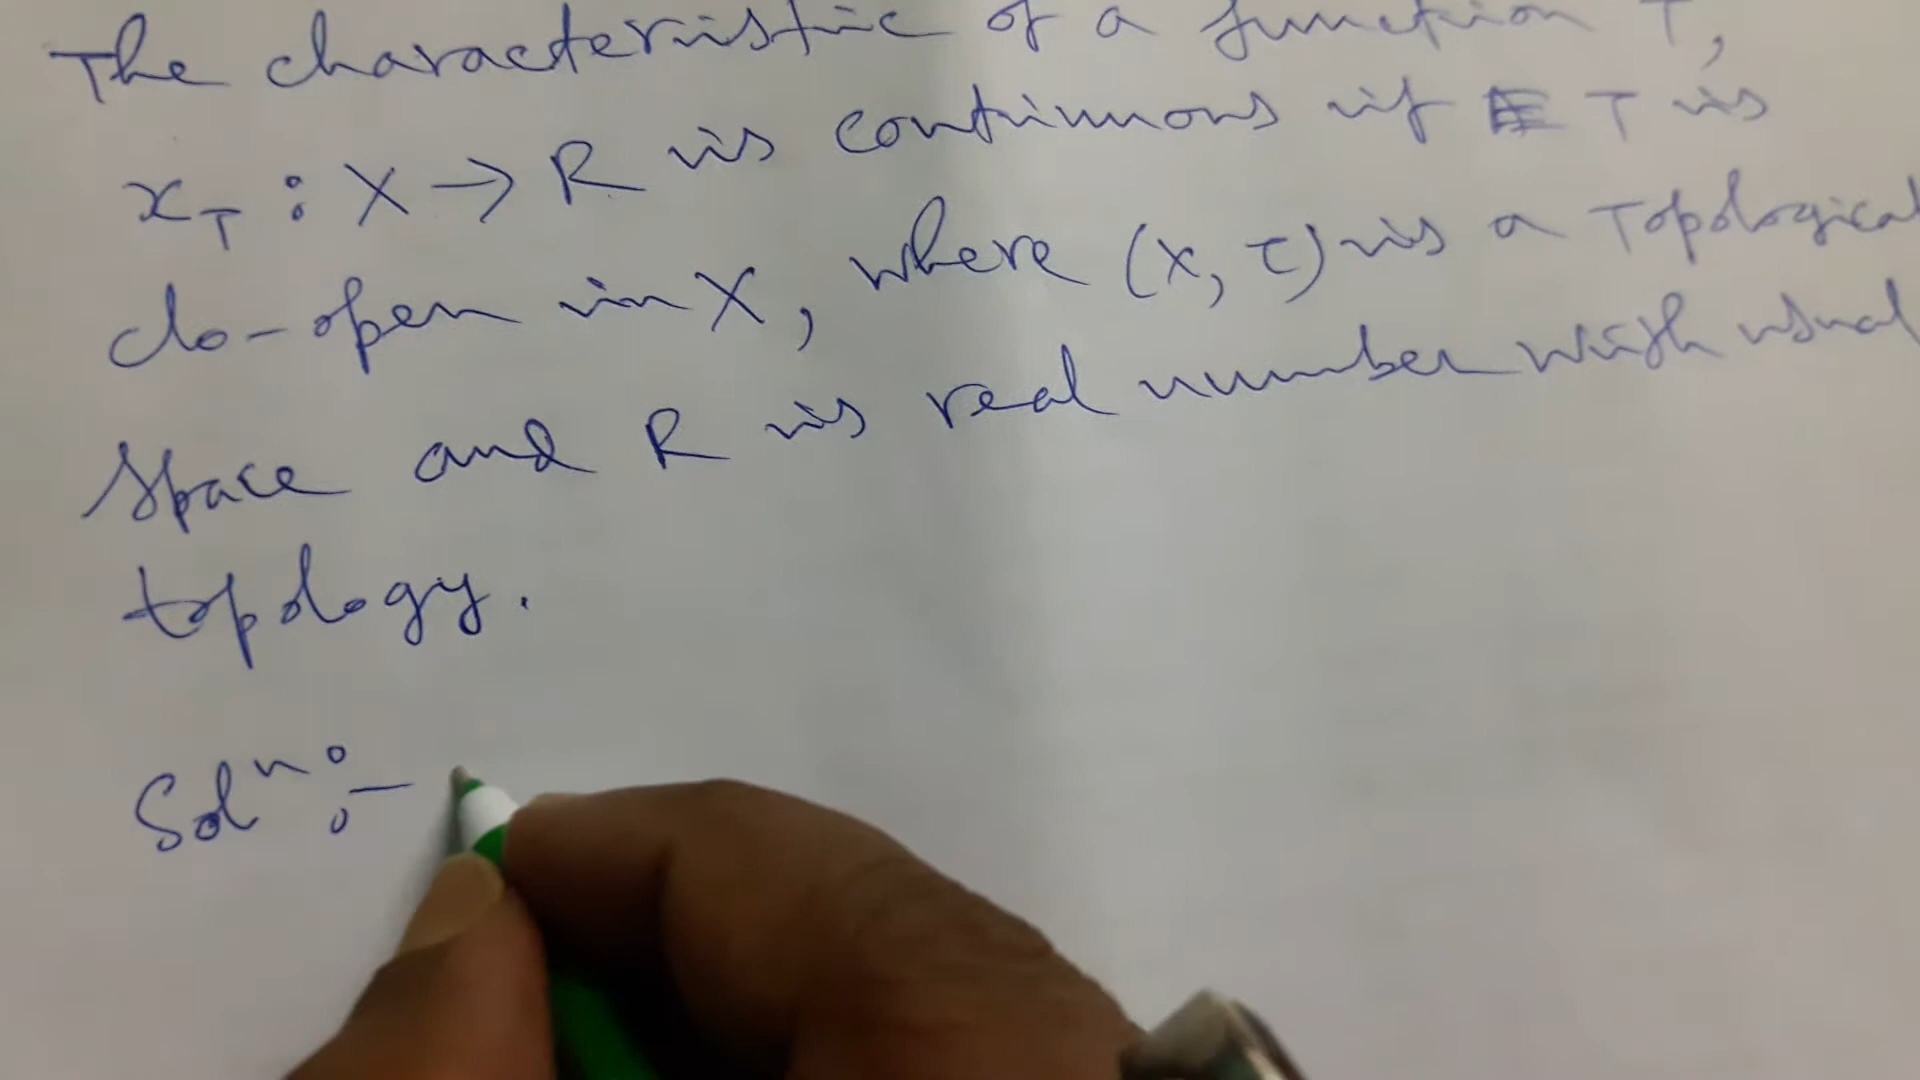 The characteristic of a function T,
x_T : X → R is continuous if T is
clo-open in X, where (X, τ) is a Topological
space and R is real number with usual
topology.
Solⁿ :-